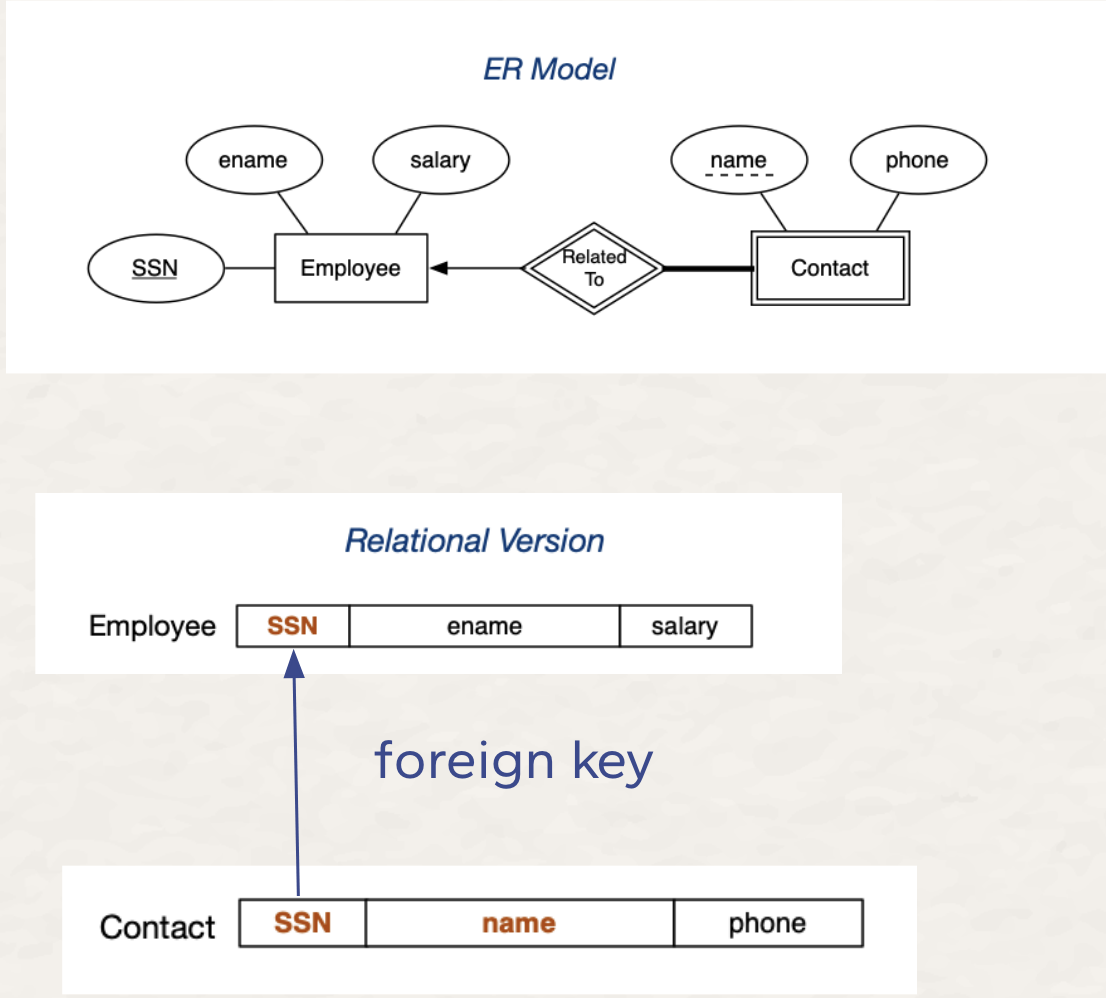 ER Model
ename salary name phone
SSN Employee Related To Contact
Relational Version
Employee SSN ename salary
foreign key
Contact SSN name phone